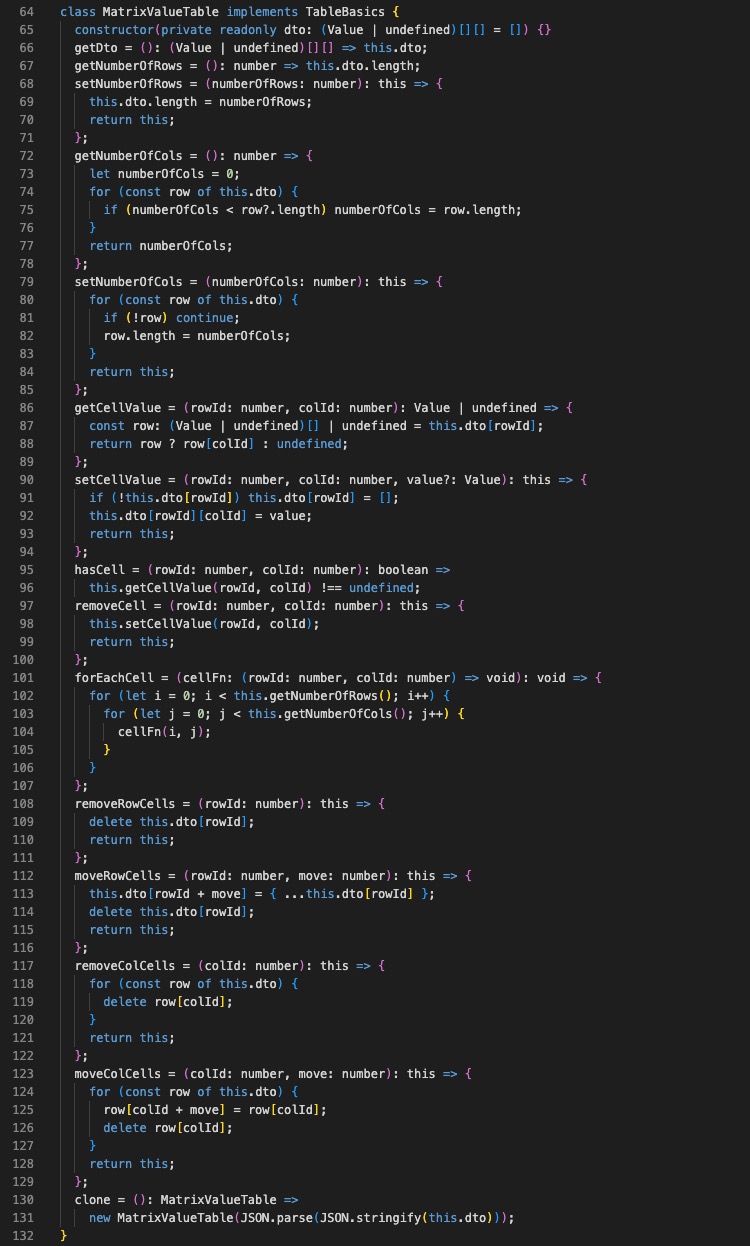 64 class MatrixValueTable implements TableBasics {
65 constructor(private readonly dto: (Value | undefined)[][] = []) {}
66 getDto = (): (Value | undefined)[][] => this.dto;
67 getNumberOfRows = (): number => this.dto.length;
68 setNumberOfRows = (numberOfRows: number): this => {
69 this.dto.length = numberOfRows;
70 return this;
71 };
72 getNumberOfCols = (): number => {
73 let numberOfCols = 0;
74 for (const row of this.dto) {
75 if (numberOfCols < row?.length) numberOfCols = row.length;
76 }
77 return numberOfCols;
78 };
79 setNumberOfCols = (numberOfCols: number): this => {
80 for (const row of this.dto) {
81 if (!row) continue;
82 row.length = numberOfCols;
83 }
84 return this;
85 };
86 getCellValue = (rowId: number, colId: number): Value | undefined => {
87 const row: (Value | undefined)[] | undefined = this.dto[rowId];
88 return row ? row[colId] : undefined;
89 };
90 setCellValue = (rowId: number, colId: number, value?: Value): this => {
91 if (!this.dto[rowId]) this.dto[rowId] = [];
92 this.dto[rowId][colId] = value;
93 return this;
94 };
95 hasCell = (rowId: number, colId: number): boolean =>
96 this.getCellValue(rowId, colId) !== undefined;
97 removeCell = (rowId: number, colId: number): this => {
98 this.setCellValue(rowId, colId);
99 return this;
100 };
101 forEachCell = (cellFn: (rowId: number, colId: number) => void): void => {
102 for (let i = 0; i < this.getNumberOfRows(); i++) {
103 for (let j = 0; j < this.getNumberOfCols(); j++) {
104 cellFn(i, j);
105 }
106 }
107 };
108 removeRowCells = (rowId: number): this => {
109 delete this.dto[rowId];
110 return this;
111 };
112 moveRowCells = (rowId: number, move: number): this => {
113 this.dto[rowId + move] = { ...this.dto[rowId] };
114 delete this.dto[rowId];
115 return this;
116 };
117 removeColCells = (colId: number): this => {
118 for (const row of this.dto) {
119 delete row[colId];
120 }
121 return this;
122 };
123 moveColCells = (colId: number, move: number): this => {
124 for (const row of this.dto) {
125 row[colId + move] = row[colId];
126 delete row[colId];
127 }
128 return this;
129 };
130 clone = (): MatrixValueTable =>
131 new MatrixValueTable(JSON.parse(JSON.stringify(this.dto)));
132 }